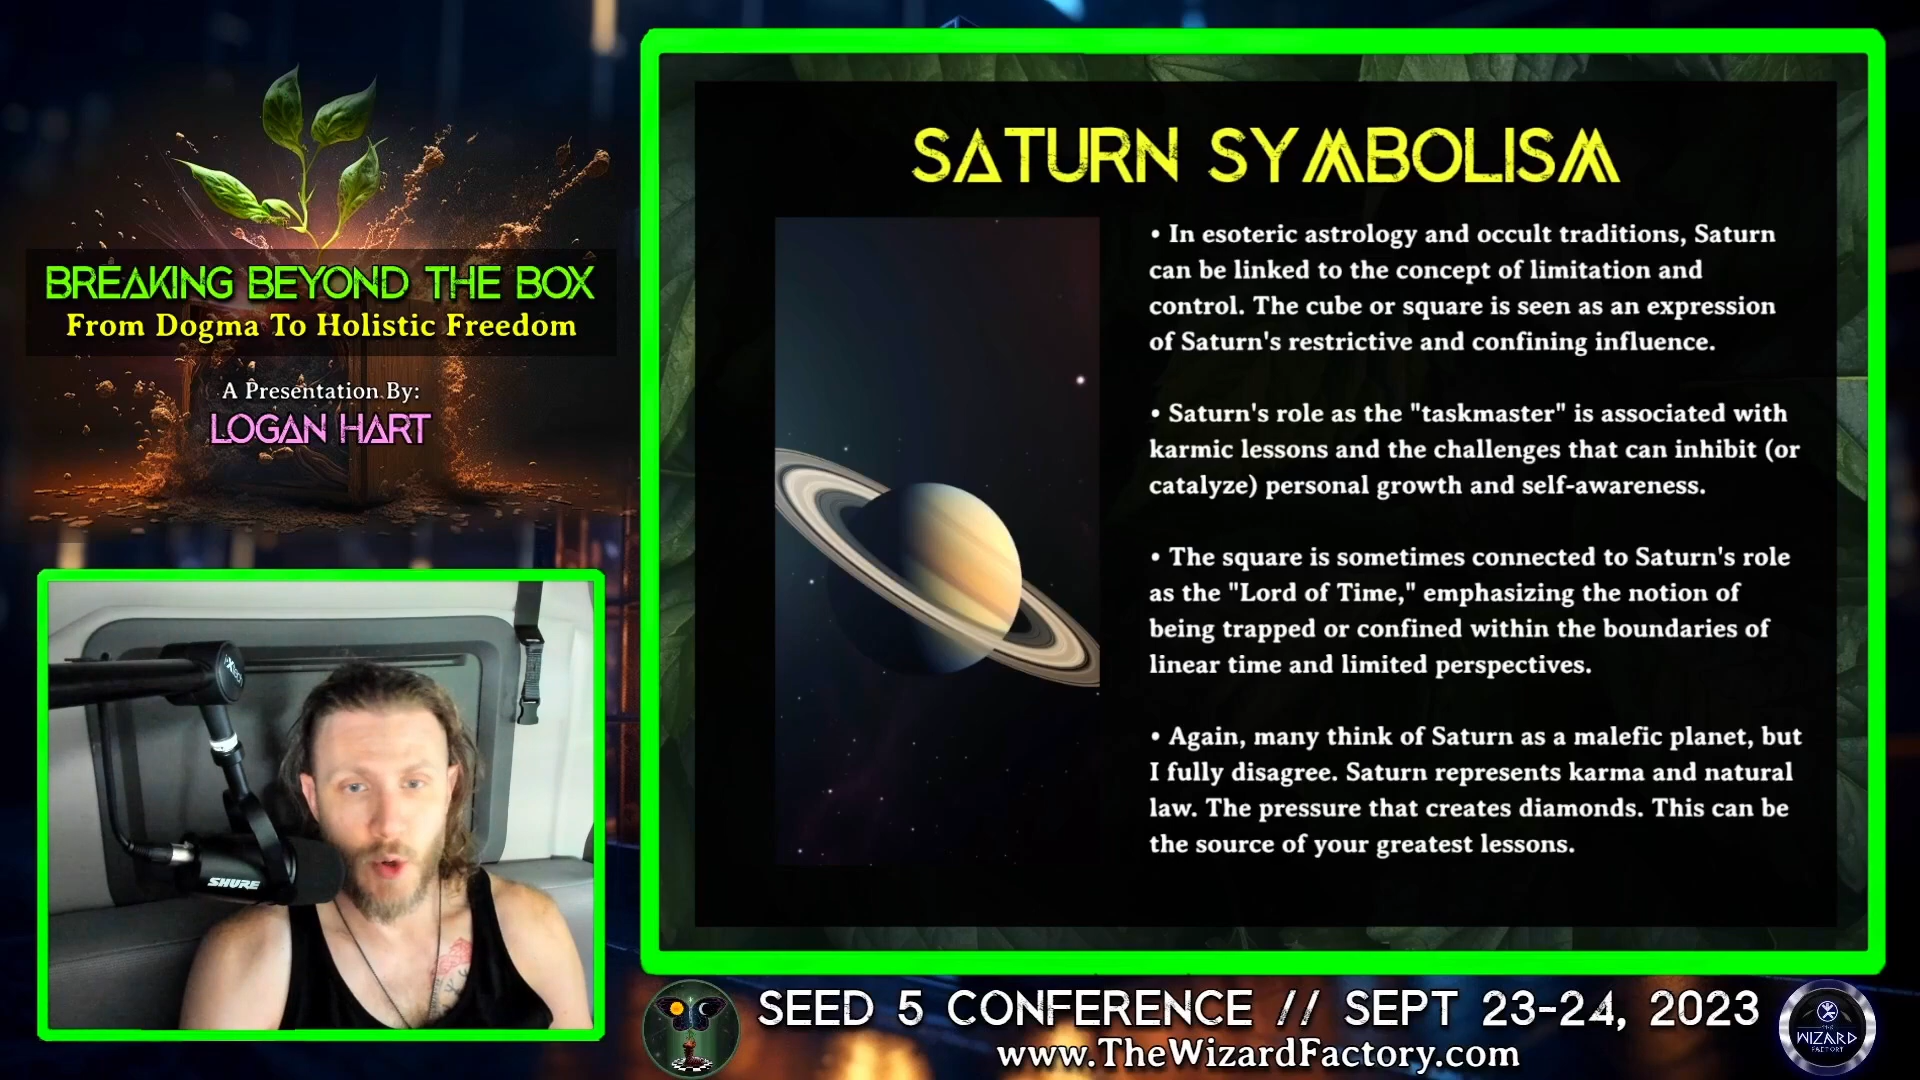 BREAKING BEYOND THE BOX
From Dogma To Holistic Freedom
A Presentation By:
LOGAN HART
SHURE
SATURN SYMBOLISM
• In esoteric astrology and occult traditions, Saturn
can be linked to the concept of limitation and
control. The cube or square is seen as an expression
of Saturn's restrictive and confining influence.
• Saturn's role as the "taskmaster" is associated with
karmic lessons and the challenges that can inhibit (or
catalyze) personal growth and self-awareness.
• The square is sometimes connected to Saturn's role
as the "Lord of Time," emphasizing the notion of
being trapped or confined within the boundaries of
linear time and limited perspectives.
• Again, many think of Saturn as a malefic planet, but
I fully disagree. Saturn represents karma and natural
law. The pressure that creates diamonds. This can be
the source of your greatest lessons.
SEED 5 CONFERENCE // SEPT 23-24, 2023
www.TheWizardFactory.com
THE
WIZARD
FACTORY